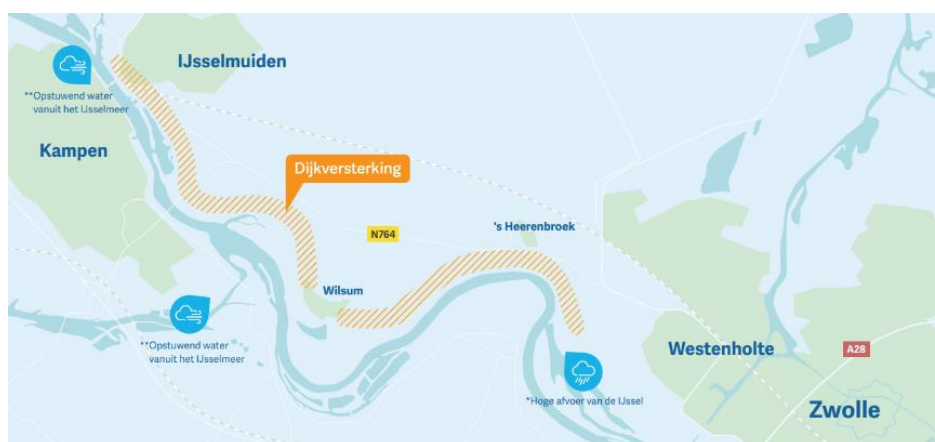 IJsselmuiden
**Opstuwend water
vanuit het IJsselmeer
Kampen
Dijkversterking
's Heerenbroek
N764
Wilsum
**Opstuwend water
vanuit het IJsselmeer
Westenholte
A28
*Hoge afvoer van de IJssel
Zwolle